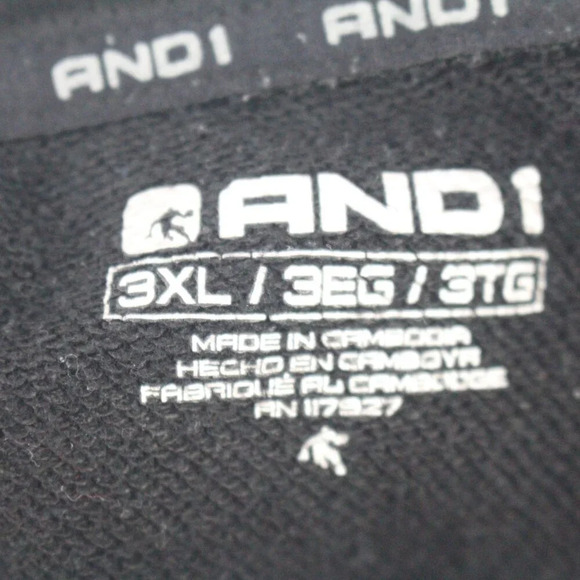 AND1 AND1
AND1
3XL / 3EG / 3TG
MADE IN CAMBODIA
HECHO EN CAMBOYA
FABRIQUÉ AU CAMBODGE
RN 117927